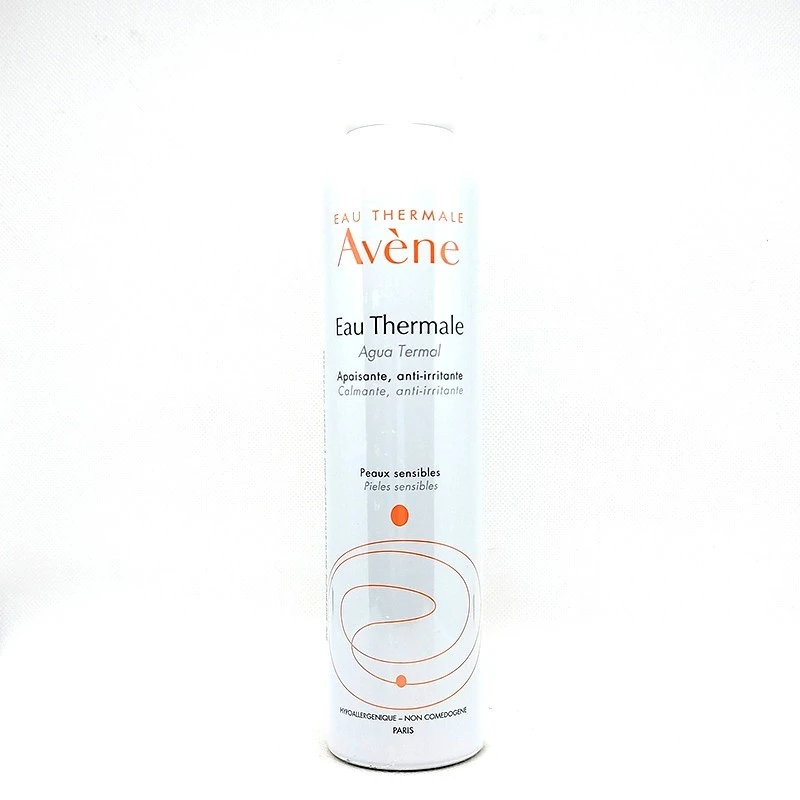 EAU THERMALE
Avène
Eau Thermale
Agua Termal
Apaisante, anti-irritante
Calmante, anti-irritante
Peaux sensibles
Pieles sensibles
HYPOALLERGENIQUE – NON COMEDOGENE
PARIS